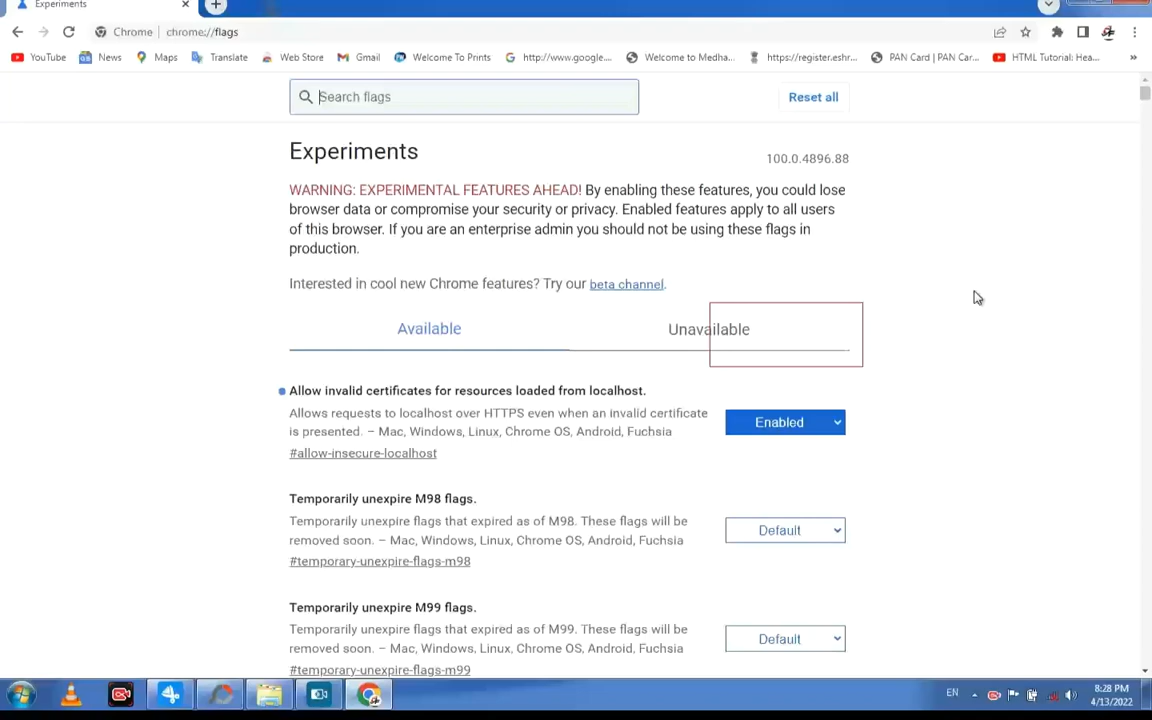 Experiments
Chrome | chrome://flags
YouTube News Maps Translate Web Store Gmail Welcome To Prints http://www.google.... Welcome to Medha... https://register.eshr... PAN Card | PAN Car... HTML Tutorial: Hea... »
Search flags
Reset all
Experiments
100.0.4896.88
WARNING: EXPERIMENTAL FEATURES AHEAD! By enabling these features, you could lose
browser data or compromise your security or privacy. Enabled features apply to all users
of this browser. If you are an enterprise admin you should not be using these flags in
production.
Interested in cool new Chrome features? Try our beta channel.
Available
Unavailable
Allow invalid certificates for resources loaded from localhost.
Allows requests to localhost over HTTPS even when an invalid certificate
is presented. – Mac, Windows, Linux, Chrome OS, Android, Fuchsia
#allow-insecure-localhost
Enabled
Temporarily unexpire M98 flags.
Temporarily unexpire flags that expired as of M98. These flags will be
removed soon. – Mac, Windows, Linux, Chrome OS, Android, Fuchsia
#temporary-unexpire-flags-m98
Default
Temporarily unexpire M99 flags.
Temporarily unexpire flags that expired as of M99. These flags will be
removed soon. – Mac, Windows, Linux, Chrome OS, Android, Fuchsia
#temporary-unexpire-flags-m99
Default
EN
8:28 PM
4/13/2022